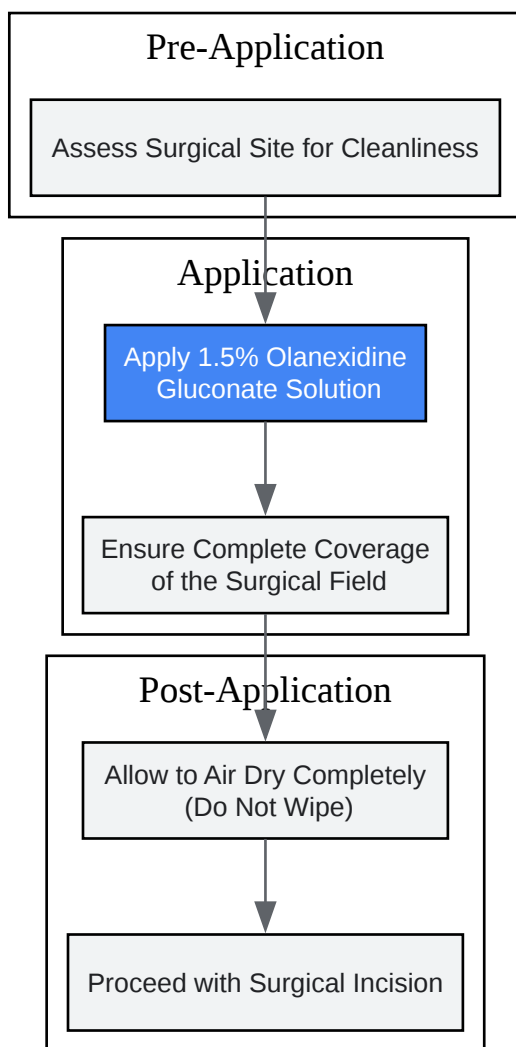 Pre-Application
Assess Surgical Site for Cleanliness
Application
Apply 1.5% Olanexidine
Gluconate Solution
Ensure Complete Coverage
of the Surgical Field
Post-Application
Allow to Air Dry Completely
(Do Not Wipe)
Proceed with Surgical Incision